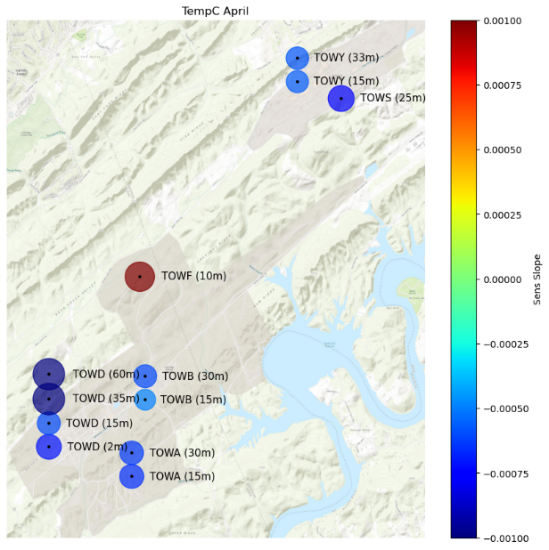 TempC April
TOWY (33m)
TOWY (15m)
TOWS (25m)
TOWF (10m)
TOWD (60m)
TOWB (30m)
TOWD (35m)
TOWB (15m)
TOWD (15m)
TOWD (2m)
TOWA (30m)
TOWA (15m)
0.00100
0.00075
0.00050
0.00025
0.00000
−0.00025
−0.00050
−0.00075
−0.00100
Sens Slope